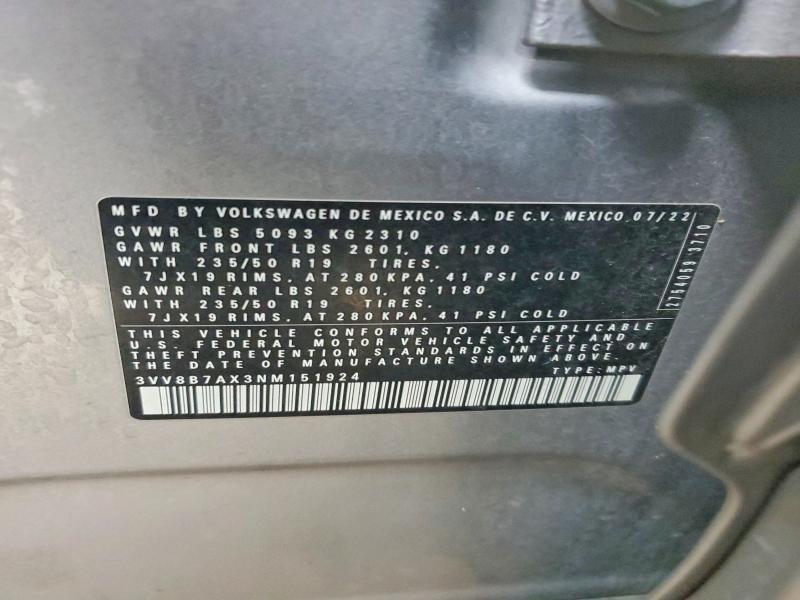 MFD BY VOLKSWAGEN DE MEXICO S.A. DE C.V. MEXICO 07/22
GVWR LBS 5093 KG 2310
GAWR FRONT LBS 2601, KG 1180
WITH 235/50 R19 TIRES.
7JX19 RIMS, AT 280 KPA, 41 PSI COLD
GAWR REAR LBS 2601, KG 1180
WITH 235/50 R19 TIRES.
7JX19 RIMS, AT 280 KPA, 41 PSI COLD
2754059 3710
THIS VEHICLE CONFORMS TO ALL APPLICABLE
U.S. FEDERAL MOTOR VEHICLE SAFETY AND
THEFT PREVENTION STANDARDS IN EFFECT ON
THE DATE OF MANUFACTURE SHOWN ABOVE.
3VV8B7AX3NM151924 TYPE: MPV